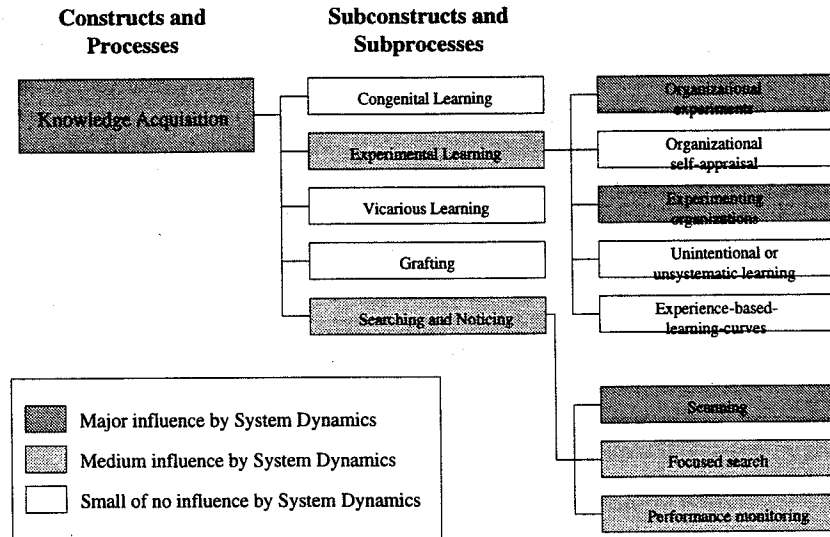 Constructs and
Processes
Subconstructs and
Subprocesses
Knowledge Acquisition
Congenital Learning
Experimental Learning
Vicarious Learning
Grafting
Searching and Noticing
Organizational
experiments
Organizational
self-appraisal
Experimenting
organizations
Unintentional or
unsystematic learning
Experience-based-
learning-curves
Scanning
Focused search
Performance monitoring
Major influence by System Dynamics
Medium influence by System Dynamics
Small of no influence by System Dynamics